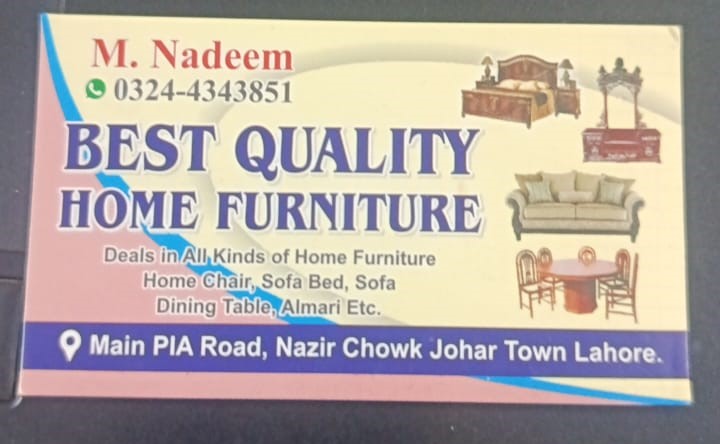 M. Nadeem
0324-4343851
BEST QUALITY
HOME FURNITURE
Deals in All Kinds of Home Furniture
Home Chair, Sofa Bed, Sofa
Dining Table, Almari Etc.
Main PIA Road, Nazir Chowk Johar Town Lahore.